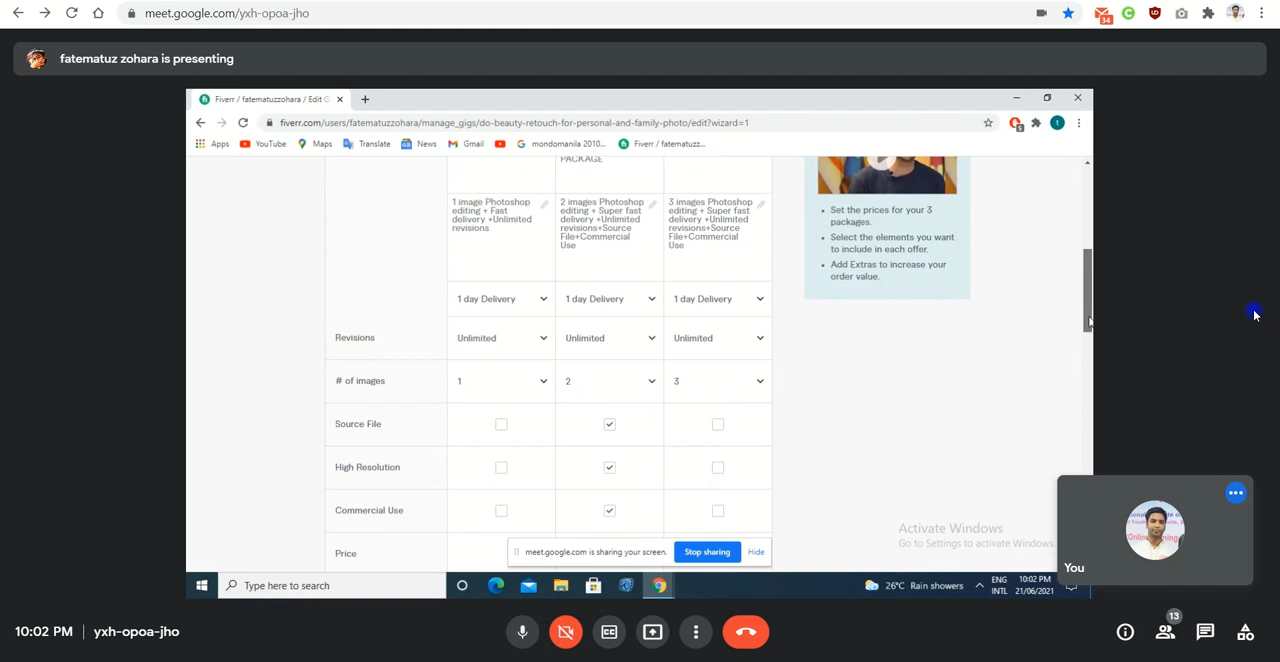 meet.google.com/yxh-opoa-jho
34
fatematuz zohara is presenting
Fiverr / fatematuzzohara / Edit G
fiverr.com/users/fatematuzzohara/manage_gigs/do-beauty-retouch-for-personal-and-family-photo/edit?wizard=1
5
t
Apps
YouTube
Maps
Translate
News
Gmail
mondomanila 2010...
Fiverr / fatematuzz...
PACKAGE
1 image Photoshop
editing + Fast
delivery +Unlimited
revisions
2 images Photoshop
editing + Super fast
delivery +Unlimited
revisions+Source
File+Commercial
Use
3 images Photoshop
editing + Super fast
delivery +Unlimited
revisions+Source
File+Commercial
Use
• Set the prices for your 3
packages.
• Select the elements you want
to include in each offer.
• Add Extras to increase your
order value.
1 day Delivery
1 day Delivery
1 day Delivery
Revisions
Unlimited
Unlimited
Unlimited
# of images
1
2
3
Source File
High Resolution
Commercial Use
Price
Activate Windows
Go to Settings to activate Windows.
meet.google.com is sharing your screen.
Stop sharing
Hide
You
Type here to search
26°C Rain showers
ENG
INTL
10:02 PM
21/06/2021
10:02 PM
yxh-opoa-jho
13